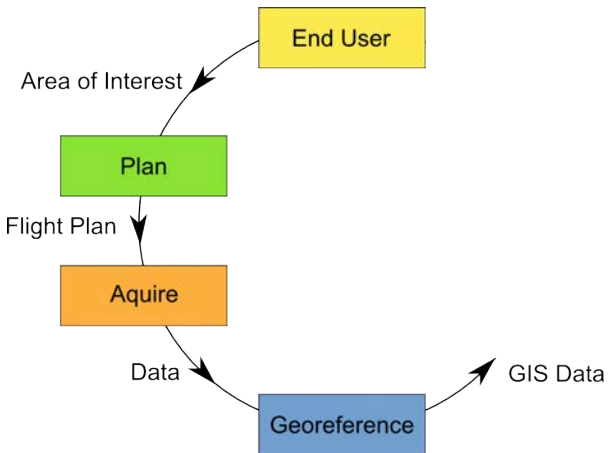 End User
Area of Interest
Plan
Flight Plan
Aquire
Data
GIS Data
Georeference